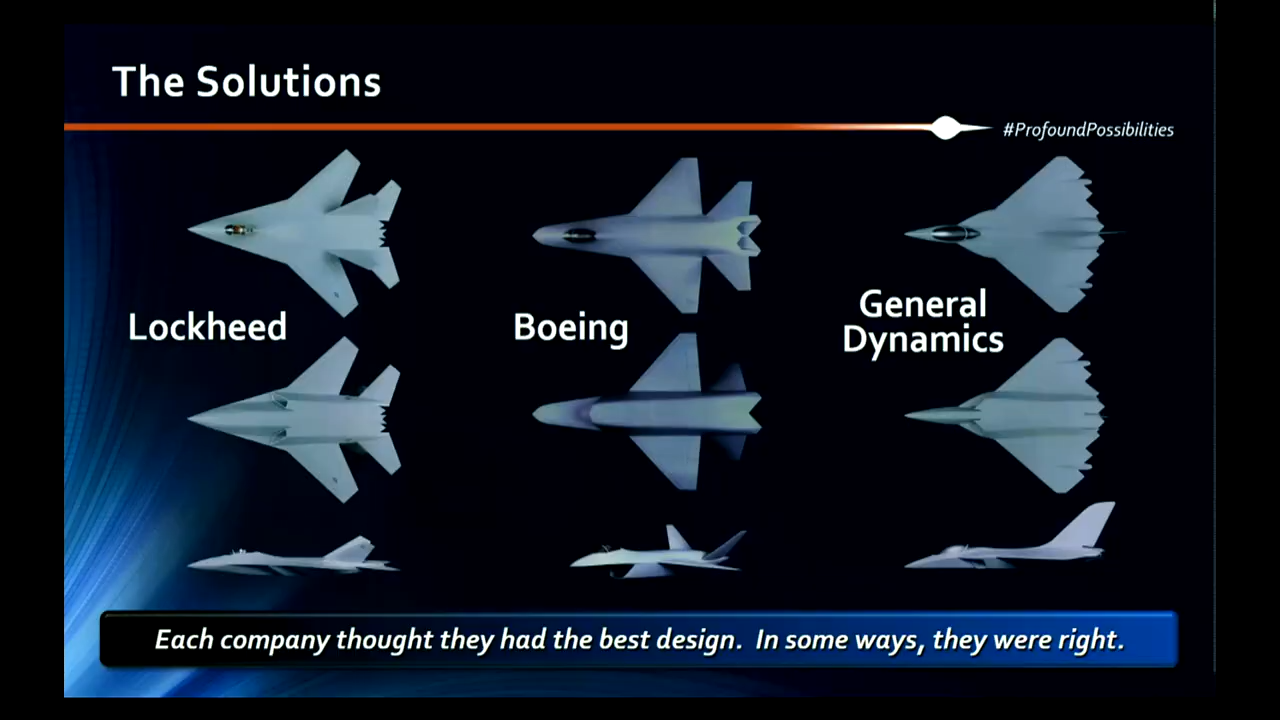 The Solutions
#ProfoundPossibilities
Lockheed
Boeing
General
Dynamics
Each company thought they had the best design. In some ways, they were right.